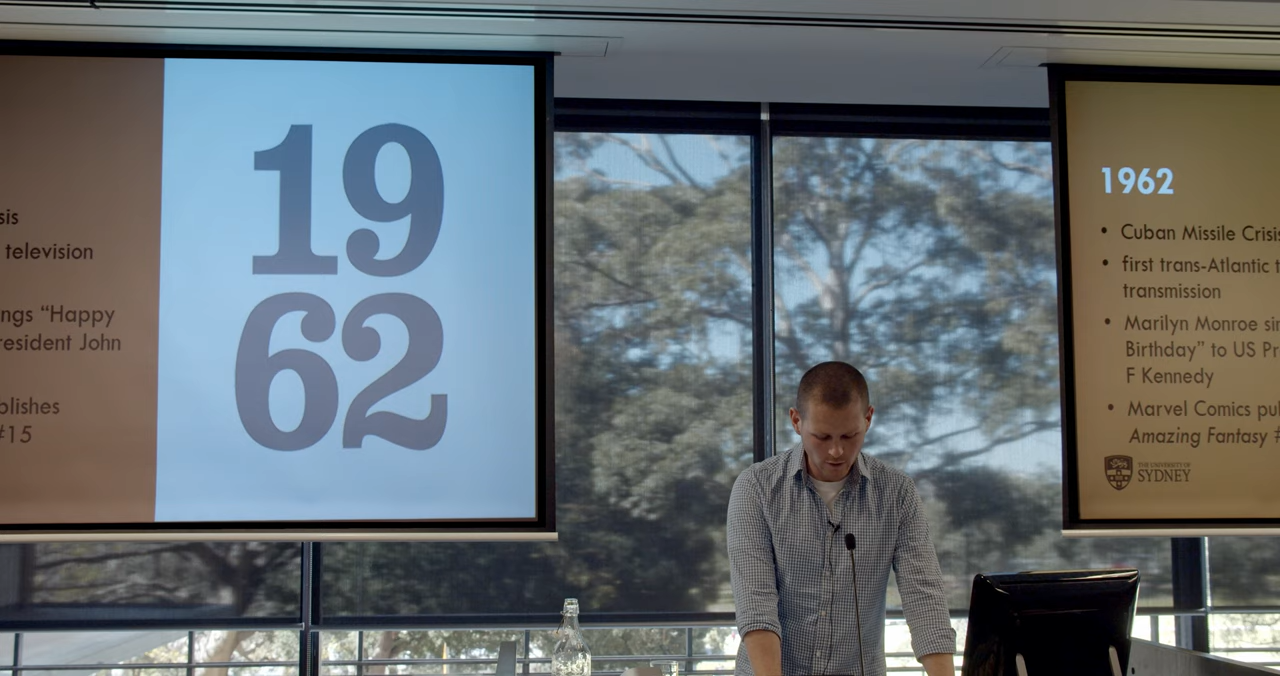 sis
television
ngs “Happy
resident John
blishes
#15
19
62
1962
• Cuban Missile Crisis
• first trans-Atlantic t
transmission
• Marilyn Monroe sin
Birthday” to US Pr
F Kennedy
• Marvel Comics pub
Amazing Fantasy #
THE UNIVERSITY OF
SYDNEY